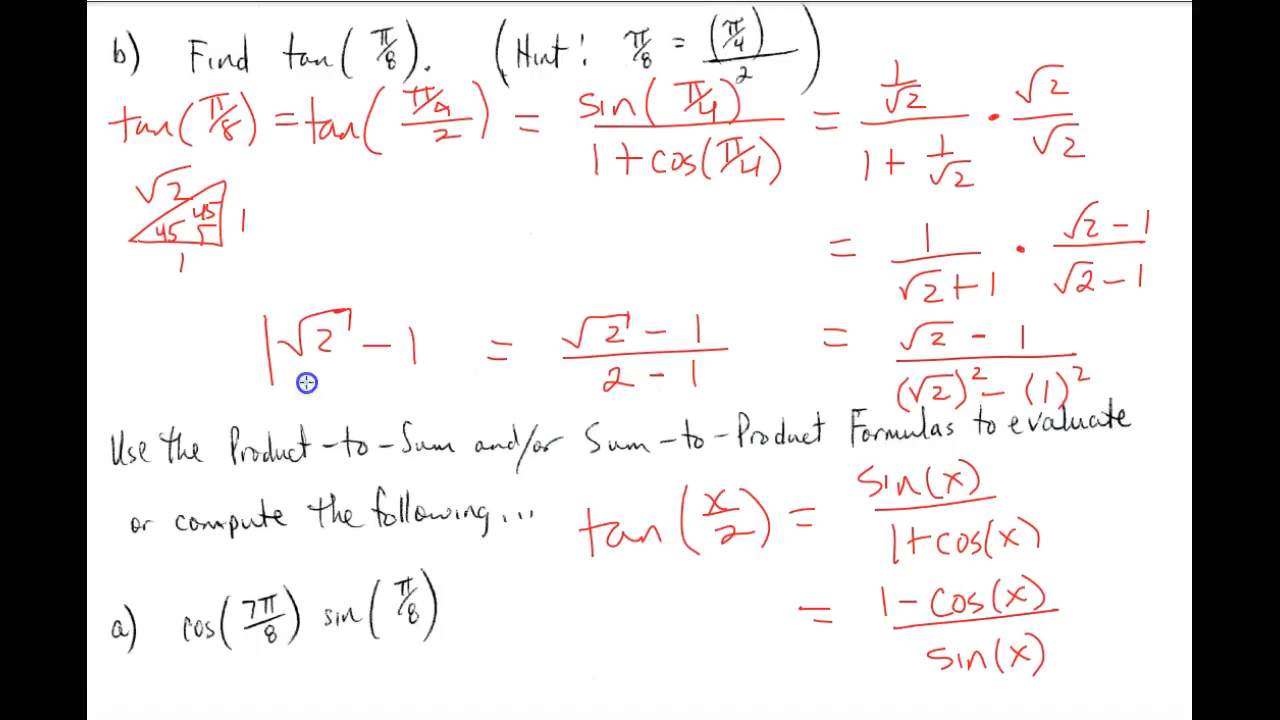 b) Find tan(π/8). (Hint: π/8 = (π/4)/2)
tan(π/8) = tan((π/4)/2) = sin(π/4)/(1+cos(π/4)) = (1/√2)/(1+1/√2) • √2/√2
√2
45
45 5 1
1
= 1/(√2+1) • (√2-1)/(√2-1)
√2 - 1 = (√2 - 1)/(2 - 1) = (√2 - 1)/((√2)² - (1)²)
Use the Product-to-Sum and/or Sum-to-Product Formulas to evaluate
or compute the following...
tan(x/2) = sin(x)/(1+cos(x))
= (1-cos(x))/sin(x)
a) cos(7π/8) sin(π/8)